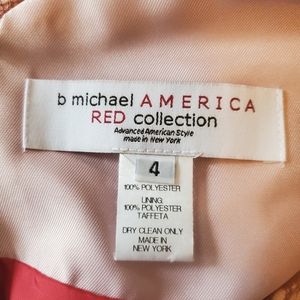 b michael AMERICA
RED collection
Advanced American Style
made in New York
4
100% POLYESTER
LINING:
100% POLYESTER
TAFFETA
DRY CLEAN ONLY
MADE IN
NEW YORK